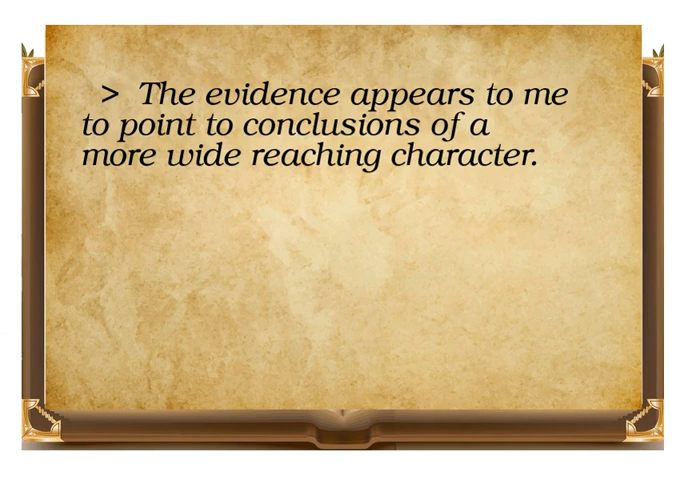 > The evidence appears to me
to point to conclusions of a
more wide reaching character.